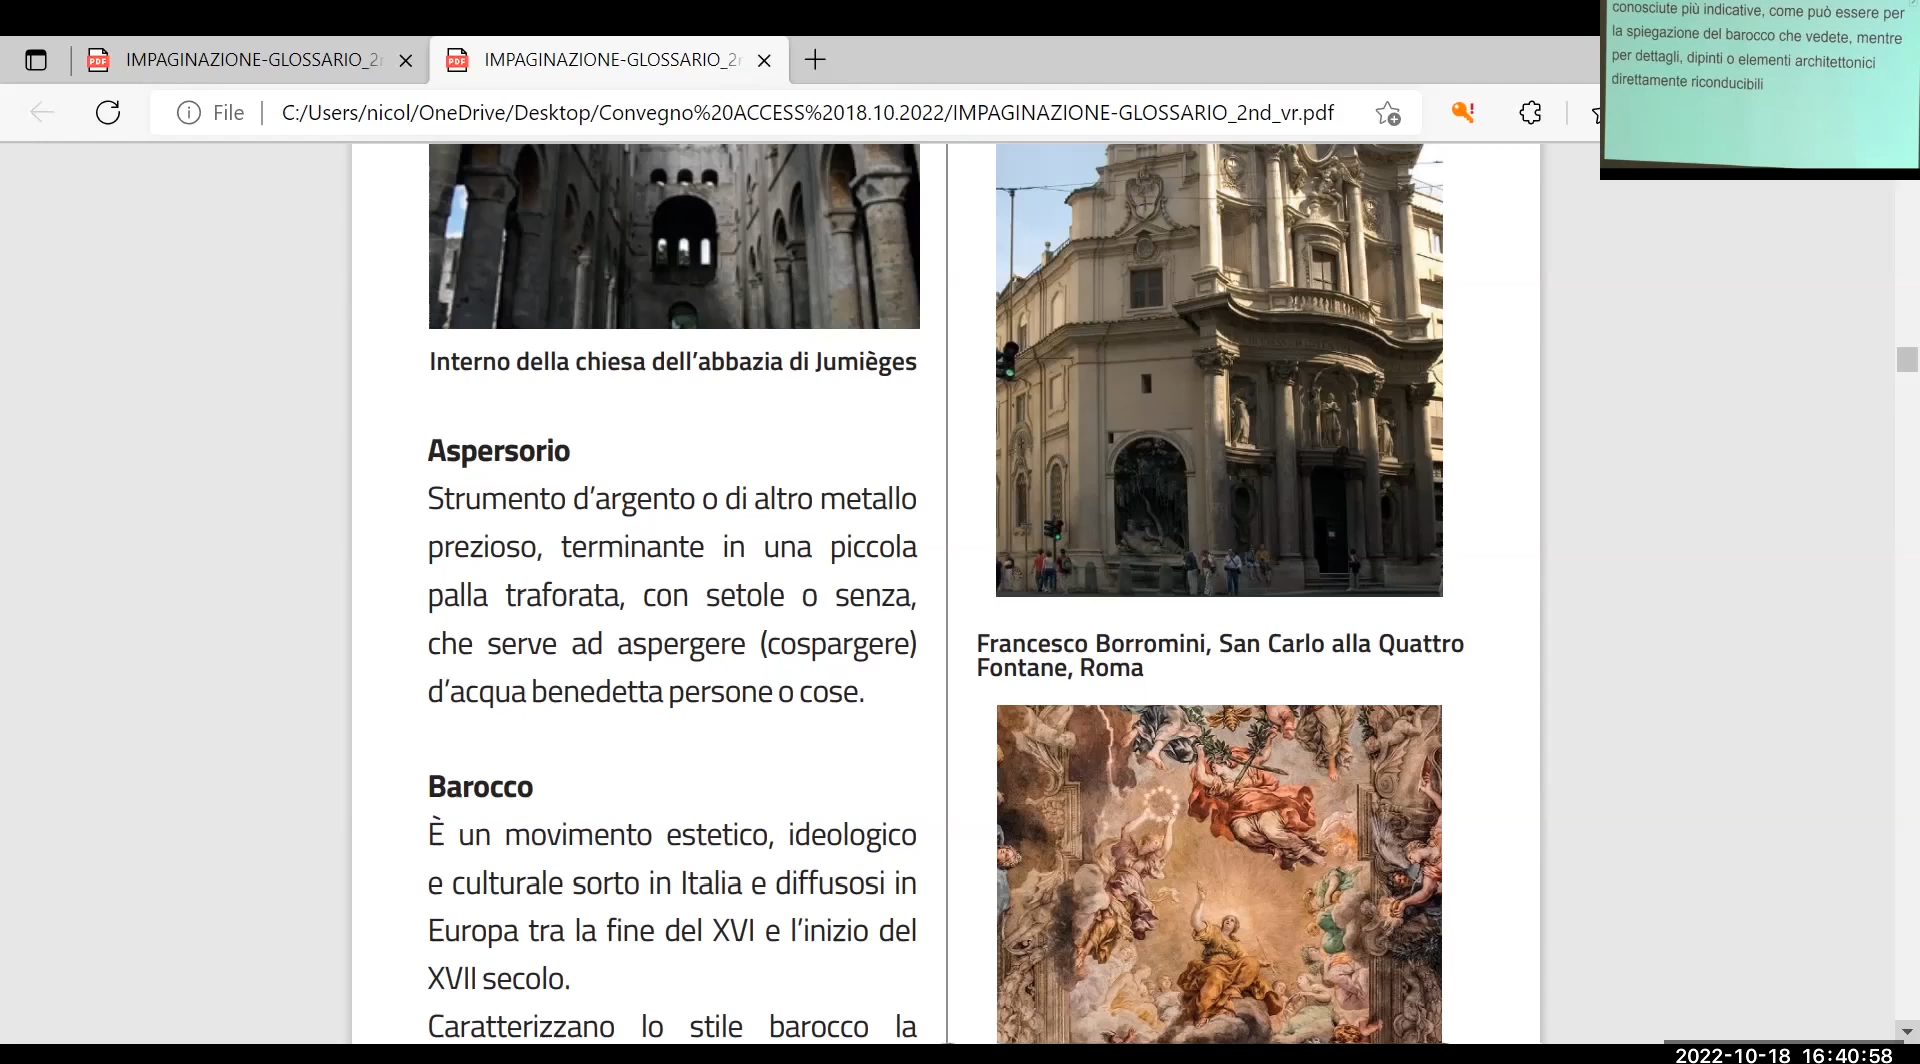 IMPAGINAZIONE-GLOSSARIO_2
IMPAGINAZIONE-GLOSSARIO_2
File
C:/Users/nicol/OneDrive/Desktop/Convegno%20ACCESS%2018.10.2022/IMPAGINAZIONE-GLOSSARIO_2nd_vr.pdf
conosciute più indicative, come può essere per
la spiegazione del barocco che vedete, mentre
per dettagli, dipinti o elementi architettonici
direttamente riconducibili
Interno della chiesa dell’abbazia di Jumièges
Aspersorio
Strumento d’argento o di altro metallo
prezioso, terminante in una piccola
palla traforata, con setole o senza,
che serve ad aspergere (cospargere)
d’acqua benedetta persone o cose.
Barocco
È un movimento estetico, ideologico
e culturale sorto in Italia e diffusosi in
Europa tra la fine del XVI e l’inizio del
XVII secolo.
Caratterizzano lo stile barocco la
Francesco Borromini, San Carlo alla Quattro
Fontane, Roma
2022-10-18 16:40:58